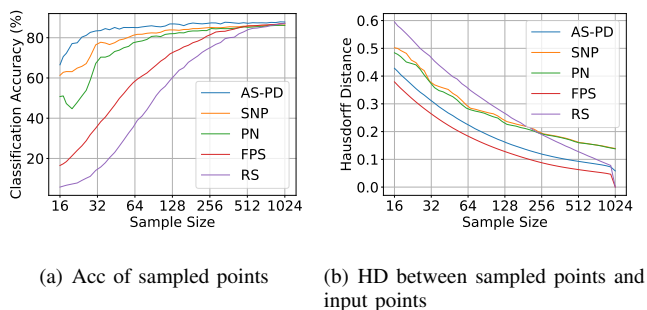 Classification Accuracy (%)
80
60
40
20
16 32 64 128 256 512 1024
Sample Size
AS-PD
SNP
PN
FPS
RS
Hausdorff Distance
0.6
0.5
0.4
0.3
0.2
0.1
0.0
16 32 64 128 256 512 1024
Sample Size
AS-PD
SNP
PN
FPS
RS
(a) Acc of sampled points
(b) HD between sampled points and
input points